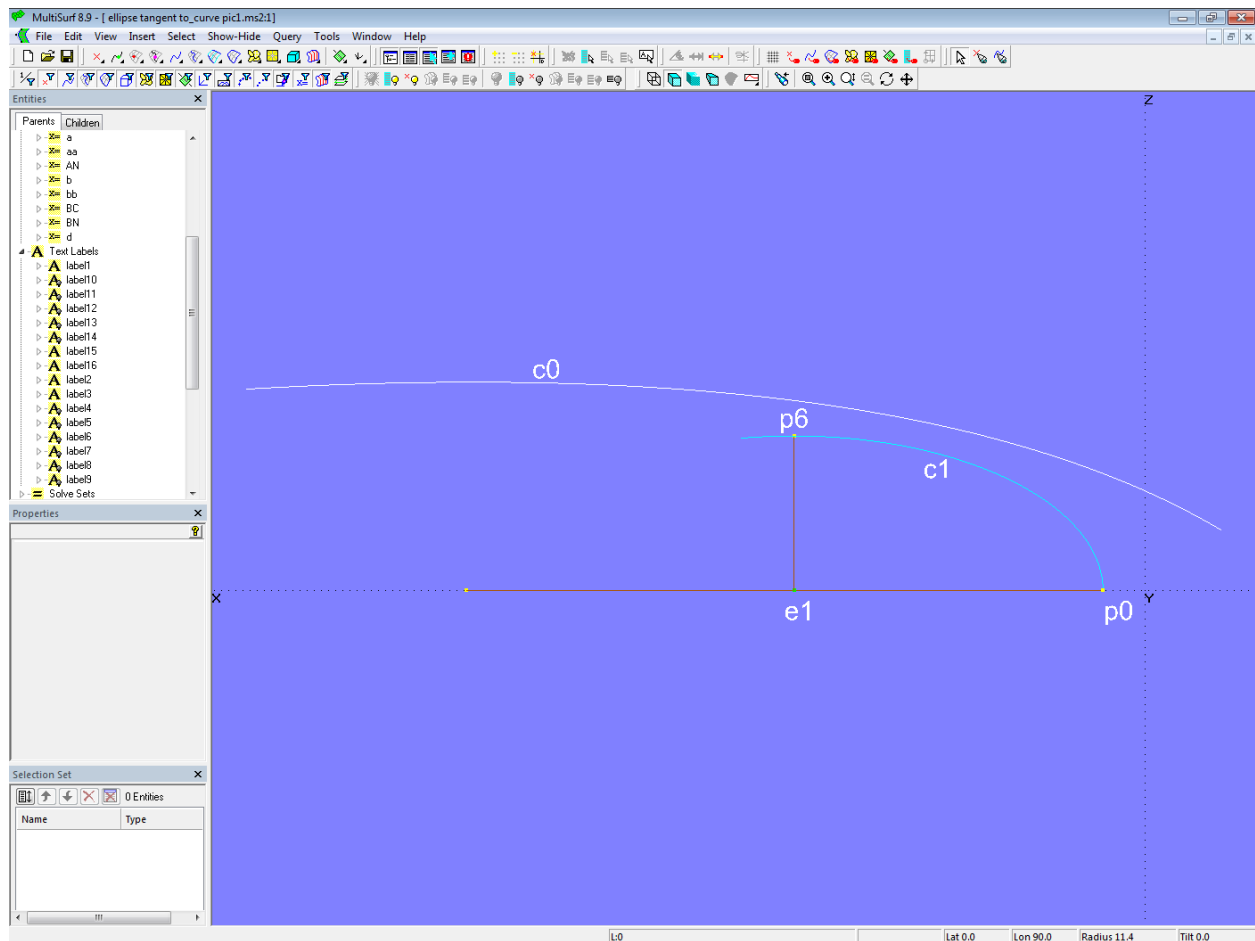 MultiSurf 8.9 - [ ellipse tangent to_curve pic1.ms2:1]
File Edit View Insert Select Show-Hide Query Tools Window Help
Entities
Parents Children
x= a
x= aa
x= AN
x= b
x= bb
x= BC
x= BN
x= d
A Text Labels
A label1
A label10
A label11
A label12
A label13
A label14
A label15
A label16
A label2
A label3
A label4
A label5
A label6
A label7
A label8
A label9
= Solve Sets
Properties
Selection Set
0 Entities
Name Type
Z
c0
p6
c1
X
Y
e1
p0
L:0 Lat 0.0 Lon 90.0 Radius 11.4 Tilt 0.0